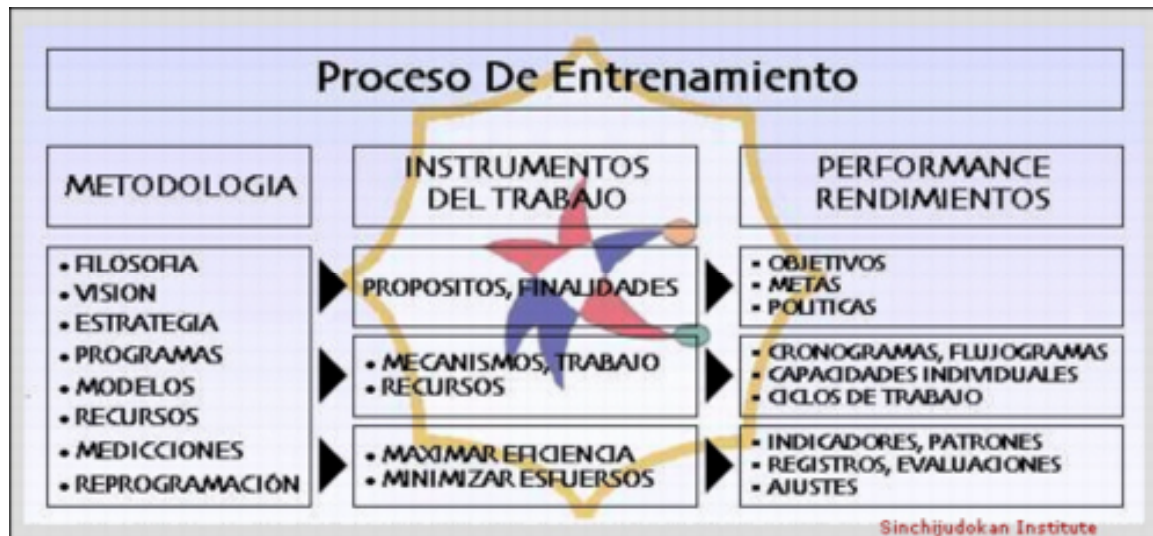 Proceso De Entrenamiento
METODOLOGIA
INSTRUMENTOS
DEL TRABAJO
PERFORMANCE
RENDIMIENTOS
• FILOSOFIA
• VISION
• ESTRATEGIA
• PROGRAMAS
• MODELOS
• RECURSOS
• MEDICCIONES
• REPROGRAMACIÓN
PROPOSITOS, FINALIDADES
• MECANISMOS, TRABAJO
• RECURSOS
• MAXIMAR EFICIENCIA
• MINIMIZAR ESFUERSOS
▪ OBJETIVOS
▪ METAS
▪ POLITICAS
▪ CRONOGRAMAS, FLUJOGRAMAS
▪ CAPACIDADES INDIVIDUALES
▪ CICLOS DE TRABAJO
▪ INDICADORES, PATRONES
▪ REGISTROS, EVALUACIONES
▪ AJUSTES
Sinchijudokan Institute